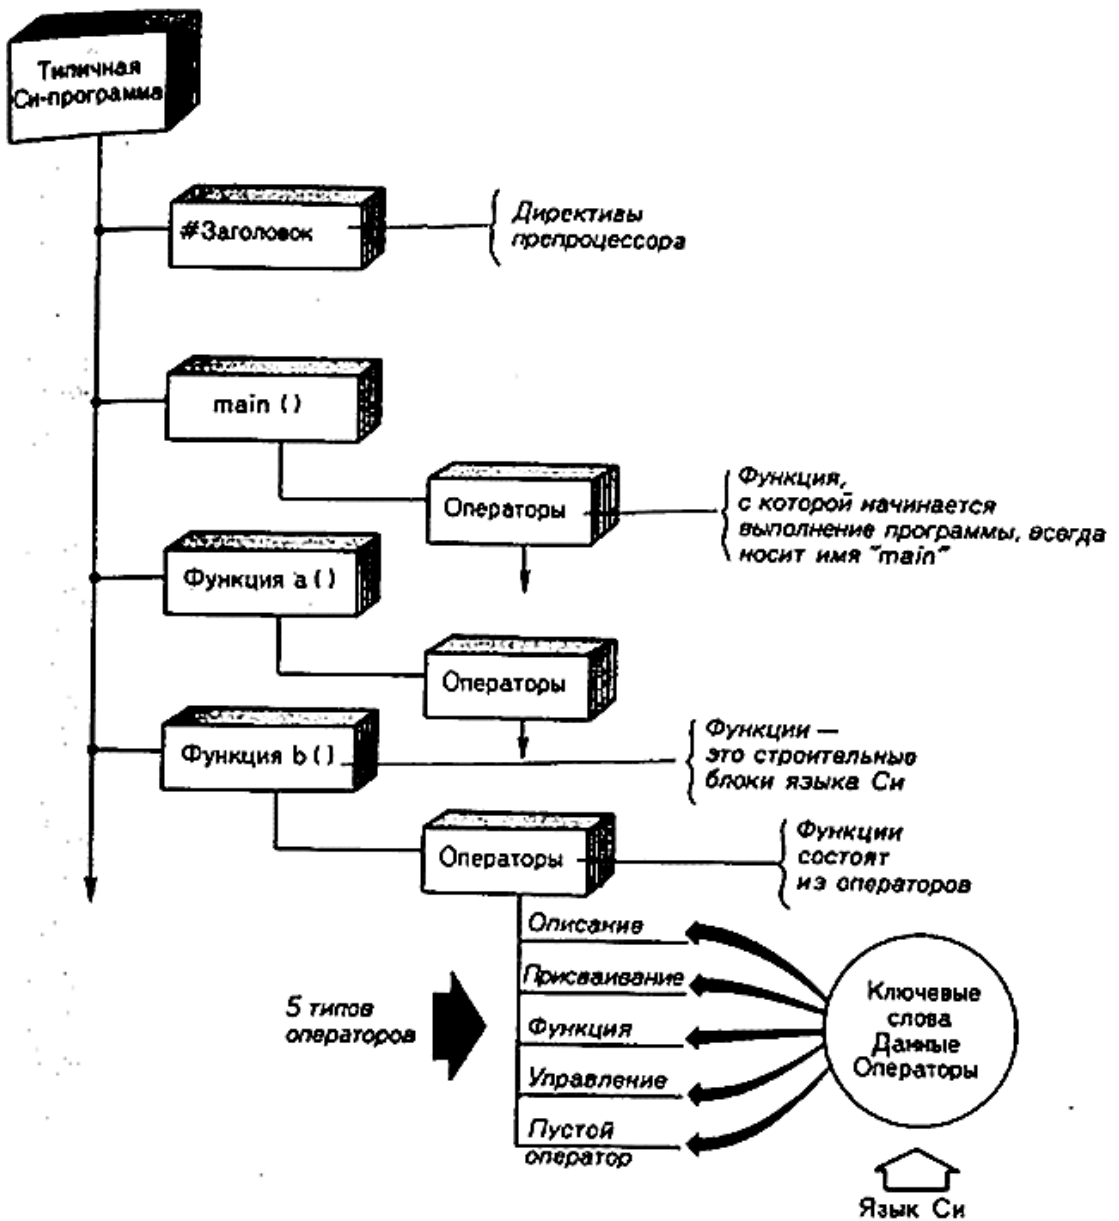 Типичная
Си-программа
#Заголовок
Директивы
препроцессора
main ()
Операторы
Функция,
с которой начинается
выполнение программы, всегда
носит имя "main"
Функция a ()
Операторы
Функция b ()
Функции —
это строительные
блоки языка Си
Операторы
Функции
состоят
из операторов
Описание
Присваивание
Функция
Управление
Пустой
оператор
5 типов
операторов
Ключевые
слова
Данные
Операторы
Язык Си